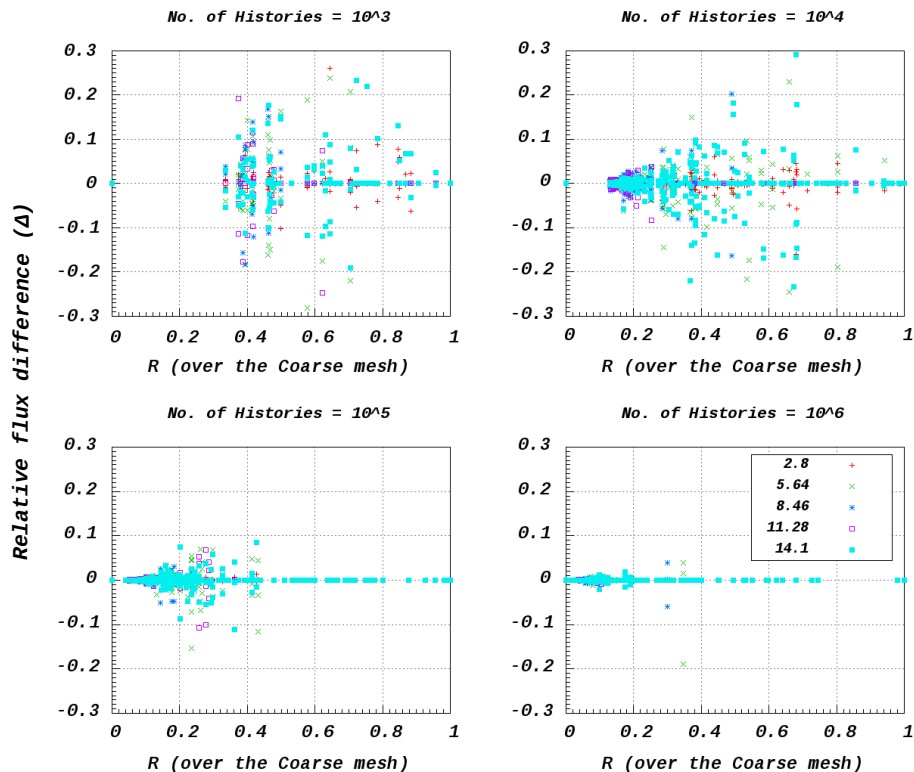 No. of Histories = 10^3
No. of Histories = 10^4
0.3
0.2
0.1
0
-0.1
-0.2
-0.3
0 0.2 0.4 0.6 0.8 1
R (over the Coarse mesh)
0.3
0.2
0.1
0
-0.1
-0.2
-0.3
0 0.2 0.4 0.6 0.8 1
R (over the Coarse mesh)
Relative flux difference (Δ)
No. of Histories = 10^5
No. of Histories = 10^6
0.3
0.2
0.1
0
-0.1
-0.2
-0.3
0 0.2 0.4 0.6 0.8 1
R (over the Coarse mesh)
0.3
0.2
0.1
0
-0.1
-0.2
-0.3
0 0.2 0.4 0.6 0.8 1
R (over the Coarse mesh)
2.8
5.64
8.46
11.28
14.1